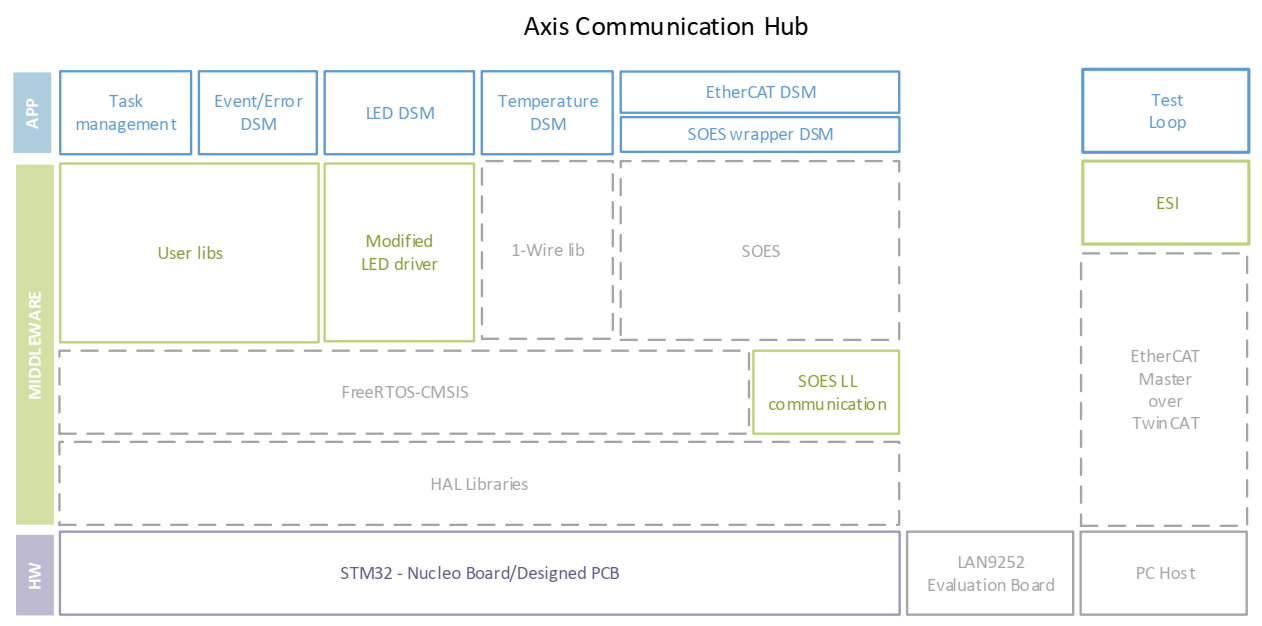 Axis Communication Hub
APP
Task
management
Event/Error
DSM
LED DSM
Temperature
DSM
EtherCAT DSM
SOES wrapper DSM
Test
Loop
MIDDLEWARE
User libs
Modified
LED driver
1-Wire lib
SOES
ESI
FreeRTOS-CMSIS
SOES LL
communication
EtherCAT
Master
over
TwinCAT
HAL Libraries
HW
STM32 - Nucleo Board/Designed PCB
LAN9252
Evaluation Board
PC Host